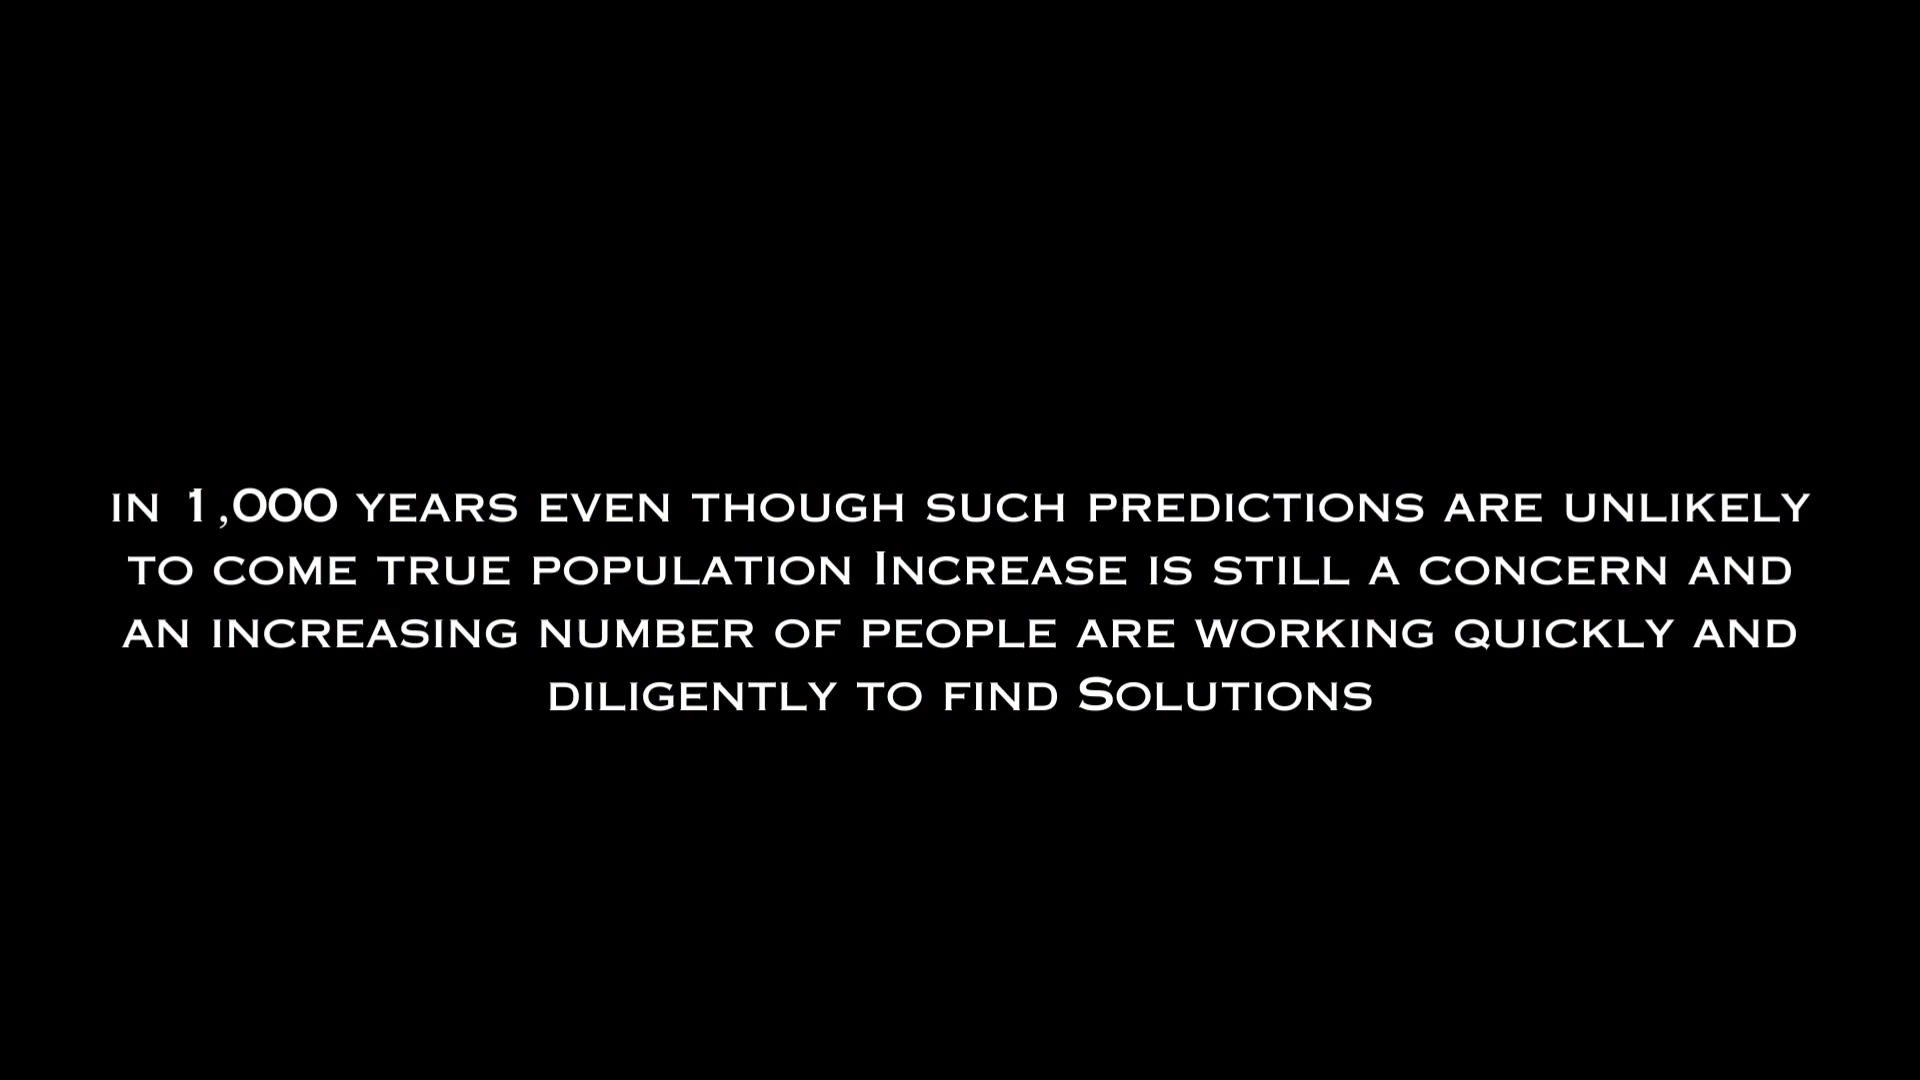 in 1,000 years even though such predictions are unlikely
to come true population Increase is still a concern and
an increasing number of people are working quickly and
diligently to find Solutions